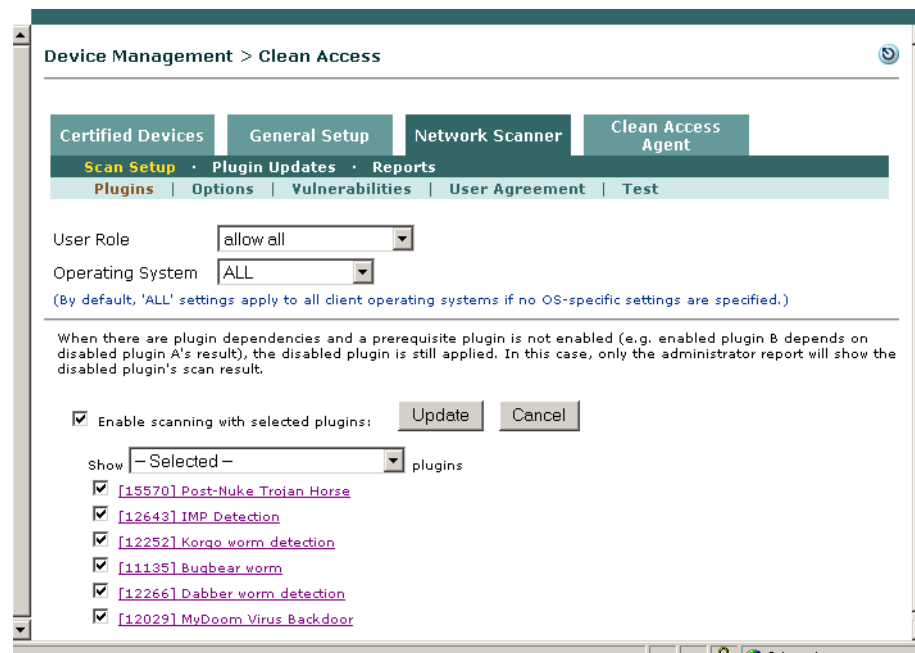 Device Management > Clean Access
Certified Devices
General Setup
Network Scanner
Clean Access
Agent
Scan Setup · Plugin Updates · Reports
Plugins | Options | Vulnerabilities | User Agreement | Test
User Role allow all
Operating System ALL
(By default, 'ALL' settings apply to all client operating systems if no OS-specific settings are specified.)
When there are plugin dependencies and a prerequisite plugin is not enabled (e.g. enabled plugin B depends on
disabled plugin A's result), the disabled plugin is still applied. In this case, only the administrator report will show the
disabled plugin's scan result.
Enable scanning with selected plugins: Update Cancel
Show – Selected – plugins
[15570] Post-Nuke Trojan Horse
[12643] IMP Detection
[12252] Korgo worm detection
[11135] Bugbear worm
[12266] Dabber worm detection
[12029] MyDoom Virus Backdoor